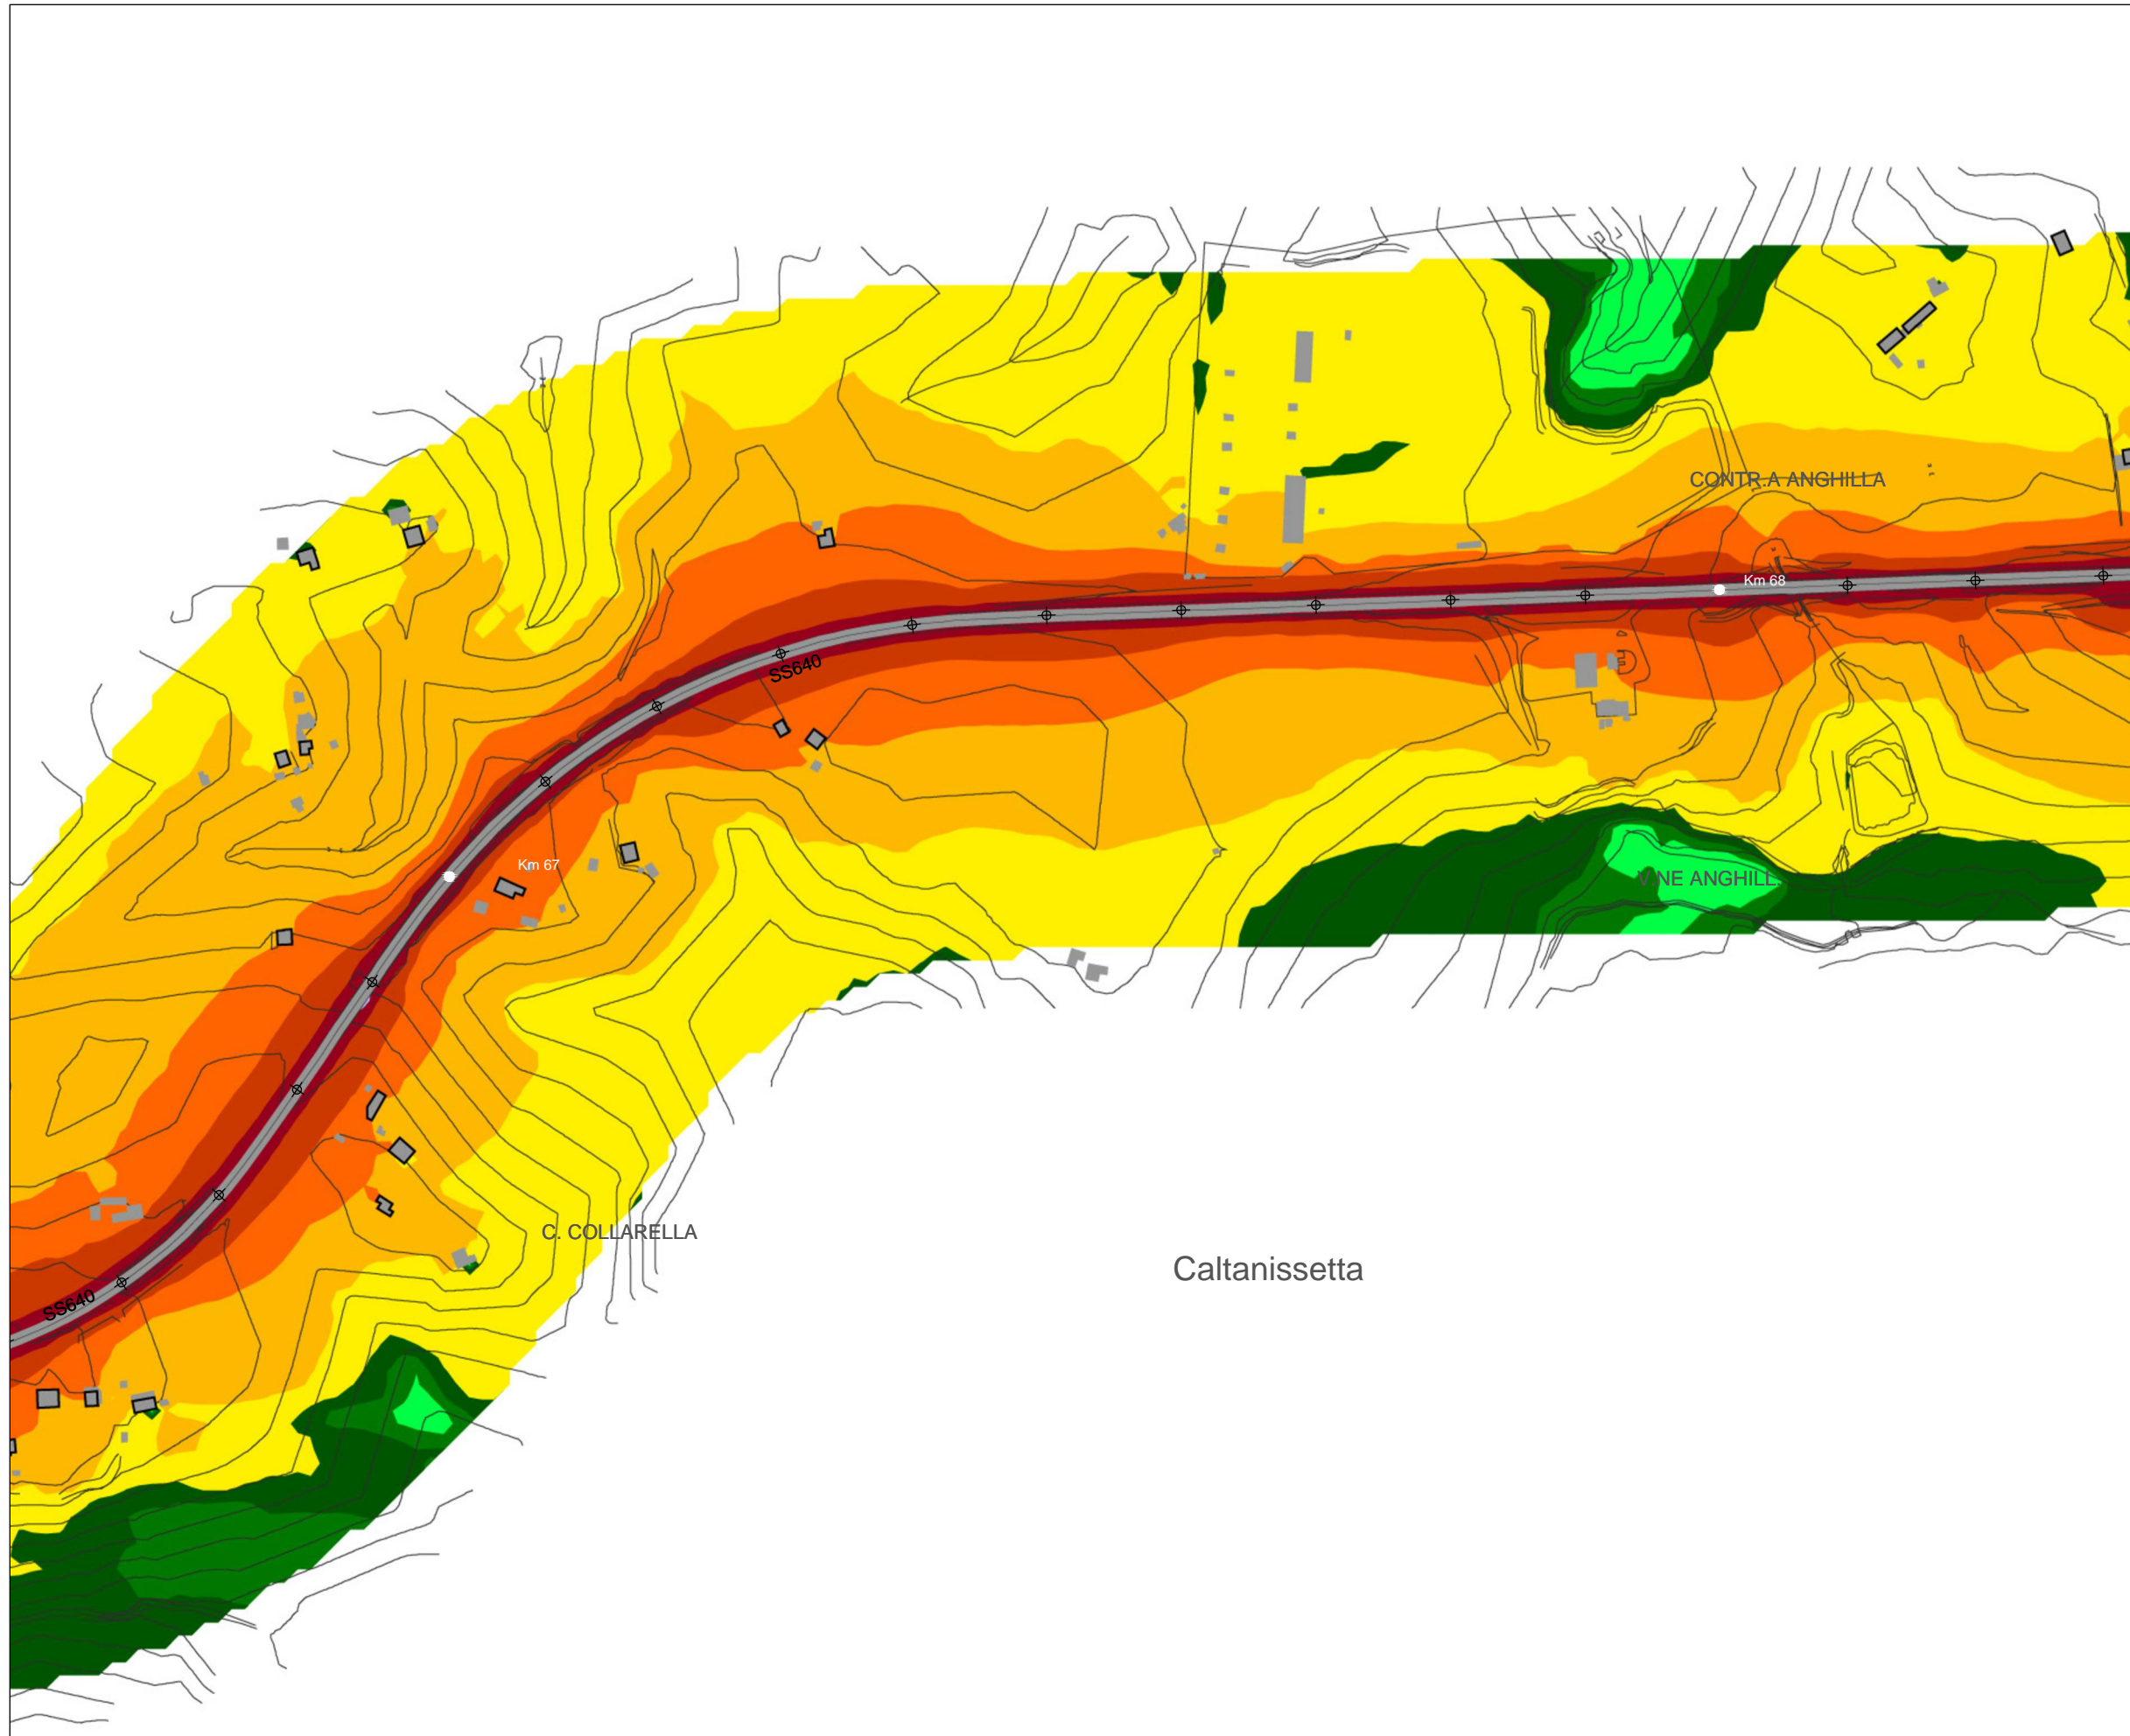 CONTR.A ANGHILLA
Km 68
SS640
Km 67
V.NE ANGHILL.
C. COLLARELLA
Caltanissetta
SS640